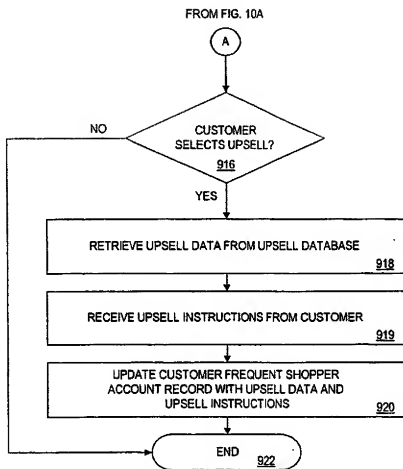 FROM FIG. 10A
A
NO
CUSTOMER
SELECTS UPSELL?
916
YES
RETRIEVE UPSELL DATA FROM UPSELL DATABASE
918
RECEIVE UPSELL INSTRUCTIONS FROM CUSTOMER
919
UPDATE CUSTOMER FREQUENT SHOPPER
ACCOUNT RECORD WITH UPSELL DATA AND
UPSELL INSTRUCTIONS
920
END
922